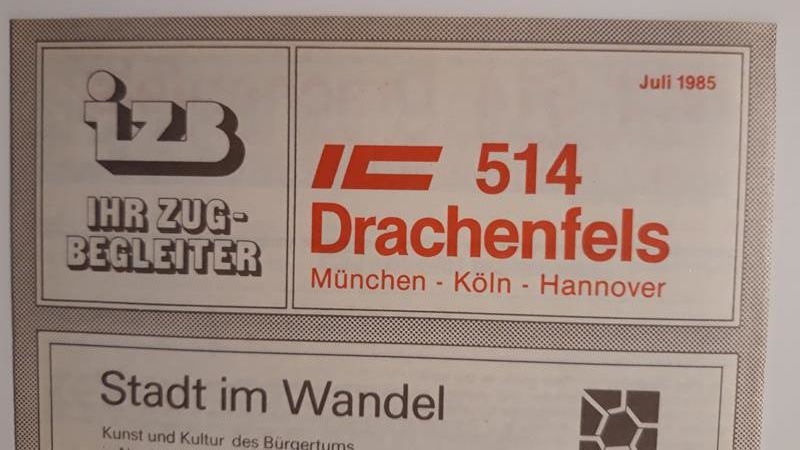 izb
IHR ZUG-
BEGLEITER
Juli 1985
IC 514
Drachenfels
München - Köln - Hannover
Stadt im Wandel
Kunst und Kultur des Bürgertums